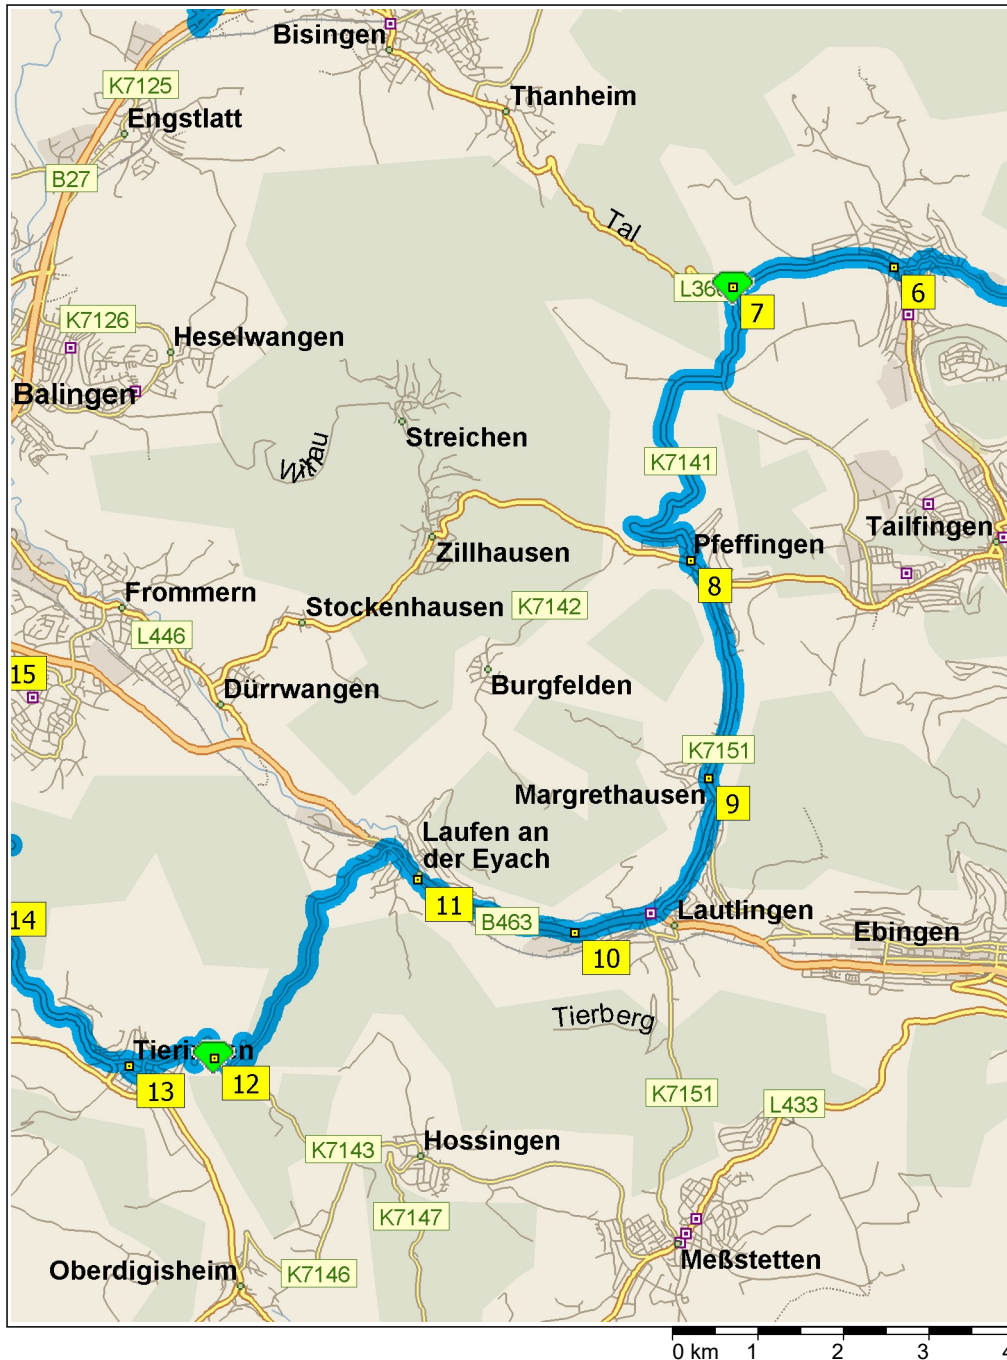 Bisingen
K7125
Thanheim
Engstlatt
B27
Tal
6
7
K7126
Heselwangen
Balingen
Streichen
K7141
Tailfingen
Zillhausen
Pfeffingen
8
Frommern
Stockenhausen
K7142
L446
15
Dürrwangen
Burgfelden
K7151
Margrethausen
9
Laufen an
der Eyach
11
B463
Lautlingen
14
Ebingen
10
Tierberg
13
12
K7151
L433
K7143
Hossingen
K7147
Oberdigisheim
K7146
Meßstetten
0 km 1 2 3 4